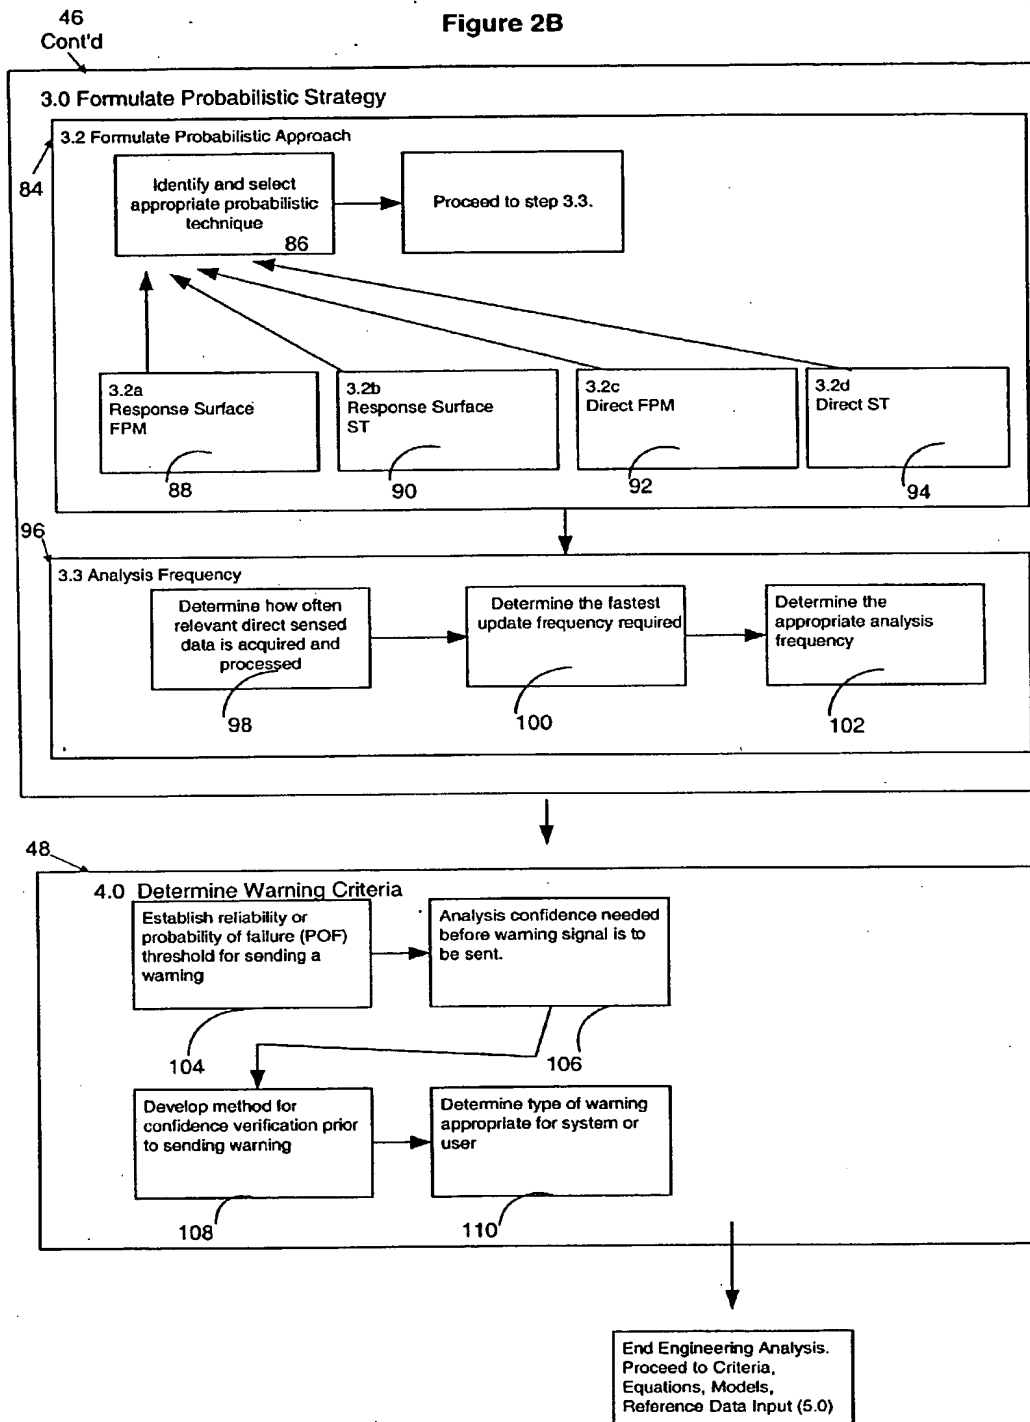 Figure 2B
46
Cont'd
3.0 Formulate Probabilistic Strategy
84
3.2 Formulate Probabilistic Approach
Identify and select
appropriate probabilistic
technique
86
Proceed to step 3.3.
3.2a
Response Surface
FPM
88
3.2b
Response Surface
ST
90
3.2c
Direct FPM
92
3.2d
Direct ST
94
96
3.3 Analysis Frequency
Determine how often
relevant direct sensed
data is acquired and
processed
98
Determine the fastest
update frequency required
100
Determine the
appropriate analysis
frequency
102
48
4.0 Determine Warning Criteria
Establish reliability or
probability of failure (POF)
threshold for sending a
warning
104
Analysis confidence needed
before warning signal is to
be sent.
106
Develop method for
confidence verification prior
to sending warning
108
Determine type of warning
appropriate for system or
user
110
End Engineering Analysis.
Proceed to Criteria,
Equations, Models,
Reference Data Input (5.0)